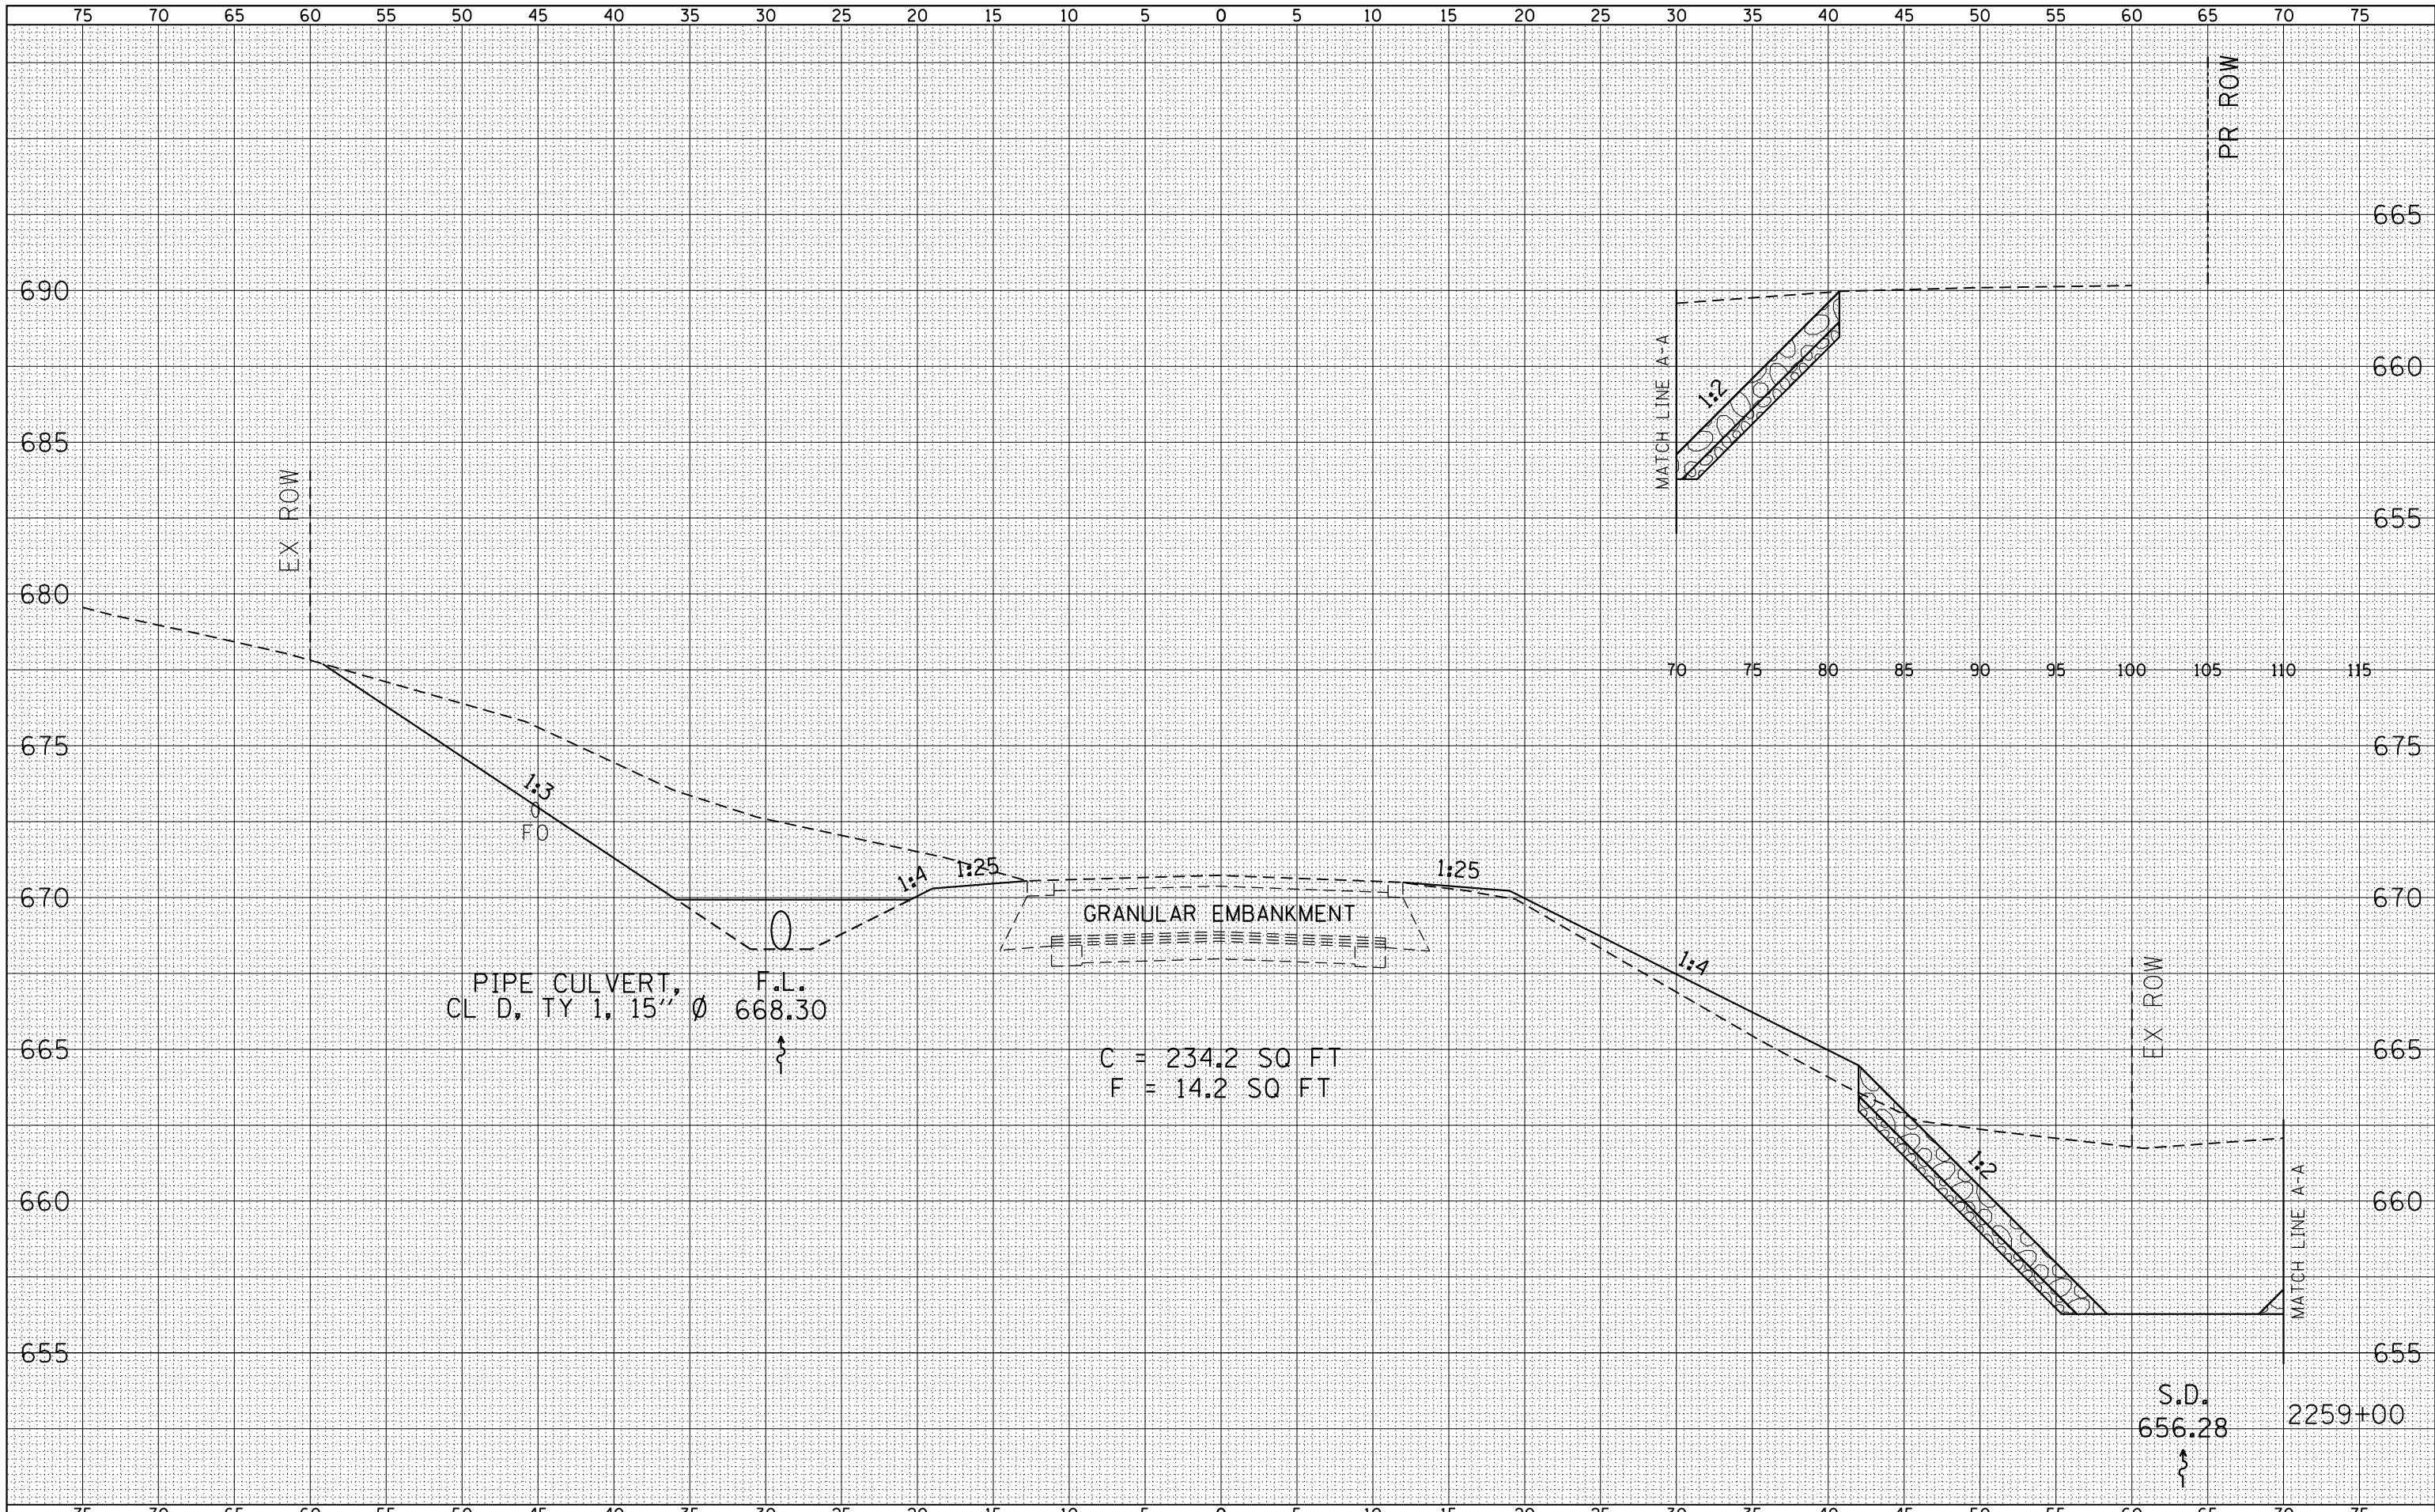 75 70 65 60 55 50 45 40 35 30 25 20 15 10 5 0 5 10 15 20 25 30 35 40 45 50 55 60 65 70 75
PR ROW
665
690
MATCH LINE A-A
660
1:2
685
EX ROW
655
680
70 75 80 85 90 95 100 105 110 115
675
675
1:3
FO
1:4
1:25
1:25
670
670
GRANULAR EMBANKMENT
1:4
EX ROW
PIPE CULVERT,
CL D, TY 1, 15" Ø
F.L.
668.30
665
665
C = 234.2 SQ FT
F = 14.2 SQ FT
1:2
MATCH LINE A-A
660
660
655
655
S.D.
656.28
2259+00
75 70 65 60 55 50 45 40 35 30 25 20 15 10 5 0 5 10 15 20 25 30 35 40 45 50 55 60 65 70 75